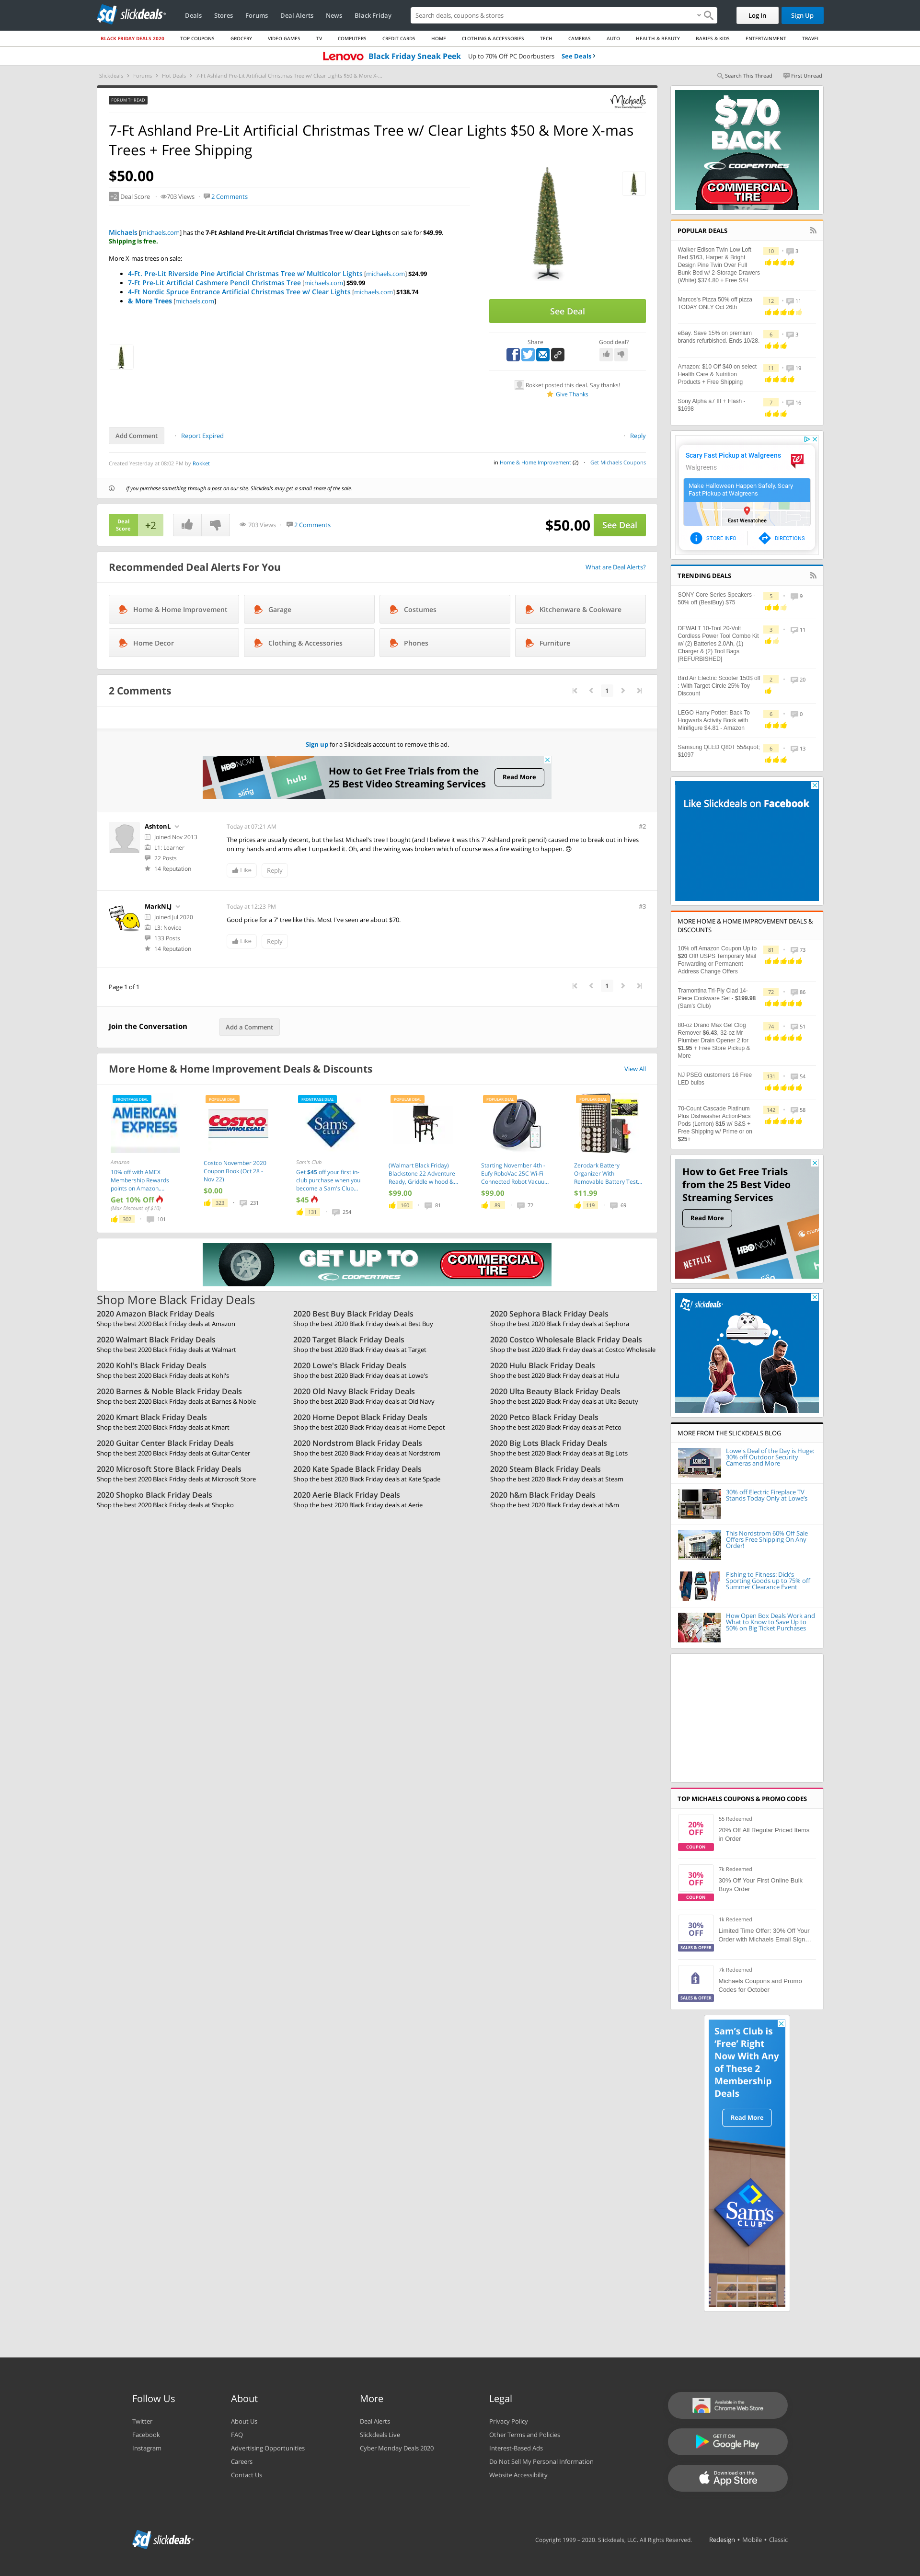 slickdeals
Deals Stores Forums Deal Alerts News Black Friday
Search deals, coupons & stores
Log In
Sign Up
BLACK FRIDAY DEALS 2020 TOP COUPONS GROCERY VIDEO GAMES TV COMPUTERS CREDIT CARDS HOME CLOTHING & ACCESSORIES TECH CAMERAS AUTO HEALTH & BEAUTY BABIES & KIDS ENTERTAINMENT TRAVEL
Lenovo Black Friday Sneak Peek Up to 70% Off PC Doorbusters See Deals
Slickdeals Forums Hot Deals 7-Ft Ashland Pre-Lit Artificial Christmas Tree w/ Clear Lights $50 & More X-...
Search This Thread First Unread
FORUM THREAD
Michaels
7-Ft Ashland Pre-Lit Artificial Christmas Tree w/ Clear Lights $50 & More X-mas
Trees + Free Shipping
$50.00
+2 Deal Score 703 Views 2 Comments
Michaels [michaels.com] has the 7-Ft Ashland Pre-Lit Artificial Christmas Tree w/ Clear Lights on sale for $49.99.
Shipping is free.
More X-mas trees on sale:
4-Ft. Pre-Lit Riverside Pine Artificial Christmas Tree w/ Multicolor Lights [michaels.com] $24.99
7-Ft Pre-Lit Artificial Cashmere Pencil Christmas Tree [michaels.com] $59.99
4-Ft Nordic Spruce Entrance Artificial Christmas Tree w/ Clear Lights [michaels.com] $138.74
& More Trees [michaels.com]
See Deal
Share
Good deal?
Rokket posted this deal. Say thanks!
Give Thanks
Add Comment
Report Expired
Reply
Created Yesterday at 08:02 PM by Rokket
in Home & Home Improvement (2) Get Michaels Coupons
If you purchase something through a post on our site, Slickdeals may get a small share of the sale.
Deal
Score
+2
703 Views 2 Comments
$50.00
See Deal
Recommended Deal Alerts For You
What are Deal Alerts?
Home & Home Improvement
Garage
Costumes
Kitchenware & Cookware
Home Decor
Clothing & Accessories
Phones
Furniture
2 Comments
1
Sign up for a Slickdeals account to remove this ad.
HBO NOW
hulu
How to Get Free Trials from the
25 Best Video Streaming Services
Read More
AshtonL
Joined Nov 2013
L1: Learner
22 Posts
14 Reputation
Today at 07:21 AM
#2
The prices are usually decent, but the last Michael's tree I bought (and I believe it was this 7' Ashland prelit pencil) caused me to break out in hives
on my hands and arms after I unpacked it. Oh, and the wiring was broken which of course was a fire waiting to happen.
Like
Reply
MarkNLJ
Joined Jul 2020
L3: Novice
133 Posts
14 Reputation
Today at 12:23 PM
#3
Good price for a 7' tree like this. Most I've seen are about $70.
Like
Reply
Page 1 of 1
1
Join the Conversation
Add a Comment
More Home & Home Improvement Deals & Discounts
View All
FRONTPAGE DEAL
AMERICAN
EXPRESS
Amazon
10% off with AMEX
Membership Rewards
points on Amazon....
Get 10% Off
(Max Discount of $10)
302 101
POPULAR DEAL
COSTCO
WHOLESALE
Costco November 2020
Coupon Book (Oct 28 -
Nov 22)
$0.00
323 231
FRONTPAGE DEAL
Sam's Club
Sam's Club
Get $45 off your first in-
club purchase when you
become a Sam's Club...
$45
131 254
POPULAR DEAL
(Walmart Black Friday)
Blackstone 22 Adventure
Ready, Griddle w hood &...
$99.00
160 81
POPULAR DEAL
Starting November 4th -
Eufy RoboVac 25C Wi-Fi
Connected Robot Vacuu...
$99.00
89 72
POPULAR DEAL
Zerodark Battery
Organizer With
Removable Battery Test...
$11.99
119 69
GET UP TO
COOPERTIRES
COMMERCIAL
TIRE
Shop More Black Friday Deals
2020 Amazon Black Friday Deals
Shop the best 2020 Black Friday deals at Amazon
2020 Best Buy Black Friday Deals
Shop the best 2020 Black Friday deals at Best Buy
2020 Sephora Black Friday Deals
Shop the best 2020 Black Friday deals at Sephora
2020 Walmart Black Friday Deals
Shop the best 2020 Black Friday deals at Walmart
2020 Target Black Friday Deals
Shop the best 2020 Black Friday deals at Target
2020 Costco Wholesale Black Friday Deals
Shop the best 2020 Black Friday deals at Costco Wholesale
2020 Kohl's Black Friday Deals
Shop the best 2020 Black Friday deals at Kohl's
2020 Lowe's Black Friday Deals
Shop the best 2020 Black Friday deals at Lowe's
2020 Hulu Black Friday Deals
Shop the best 2020 Black Friday deals at Hulu
2020 Barnes & Noble Black Friday Deals
Shop the best 2020 Black Friday deals at Barnes & Noble
2020 Old Navy Black Friday Deals
Shop the best 2020 Black Friday deals at Old Navy
2020 Ulta Beauty Black Friday Deals
Shop the best 2020 Black Friday deals at Ulta Beauty
2020 Kmart Black Friday Deals
Shop the best 2020 Black Friday deals at Kmart
2020 Home Depot Black Friday Deals
Shop the best 2020 Black Friday deals at Home Depot
2020 Petco Black Friday Deals
Shop the best 2020 Black Friday deals at Petco
2020 Guitar Center Black Friday Deals
Shop the best 2020 Black Friday deals at Guitar Center
2020 Nordstrom Black Friday Deals
Shop the best 2020 Black Friday deals at Nordstrom
2020 Big Lots Black Friday Deals
Shop the best 2020 Black Friday deals at Big Lots
2020 Microsoft Store Black Friday Deals
Shop the best 2020 Black Friday deals at Microsoft Store
2020 Kate Spade Black Friday Deals
Shop the best 2020 Black Friday deals at Kate Spade
2020 Steam Black Friday Deals
Shop the best 2020 Black Friday deals at Steam
2020 Shopko Black Friday Deals
Shop the best 2020 Black Friday deals at Shopko
2020 Aerie Black Friday Deals
Shop the best 2020 Black Friday deals at Aerie
2020 h&m Black Friday Deals
Shop the best 2020 Black Friday deals at h&m
$70
BACK
COOPERTIRES
COMMERCIAL
TIRE
POPULAR DEALS
Walker Edison Twin Low Loft
Bed $163, Harper & Bright
Design Pine Twin Over Full
Bunk Bed w/ 2-Storage Drawers
(White) $374.80 + Free S/H
10 3
Marcos's Pizza 50% off pizza
TODAY ONLY Oct 26th
12 11
eBay. Save 15% on premium
brands refurbished. Ends 10/28.
6 3
Amazon: $10 Off $40 on select
Health Care & Nutrition
Products + Free Shipping
11 19
Sony Alpha a7 III + Flash -
$1698
7 16
Scary Fast Pickup at Walgreens
Walgreens
Make Halloween Happen Safely. Scary
Fast Pickup at Walgreens
East Wenatchee
STORE INFO
DIRECTIONS
TRENDING DEALS
SONY Core Series Speakers -
50% off (BestBuy) $75
5 9
DEWALT 10-Tool 20-Volt
Cordless Power Tool Combo Kit
w/ (2) Batteries 2.0Ah, (1)
Charger & (2) Tool Bags
[REFURBISHED]
3 11
Bird Air Electric Scooter 150$ off
: With Target Circle 25% Toy
Discount
2 20
LEGO Harry Potter: Back To
Hogwarts Activity Book with
Minifigure $4.81 - Amazon
6 0
Samsung QLED Q80T 55&quot;
$1097
6 13
Like Slickdeals on Facebook
MORE HOME & HOME IMPROVEMENT DEALS &
DISCOUNTS
10% off Amazon Coupon Up to
$20 Off! USPS Temporary Mail
Forwarding or Permanent
Address Change Offers
81 73
Tramontina Tri-Ply Clad 14-
Piece Cookware Set - $199.98
(Sam's Club)
72 86
80-oz Drano Max Gel Clog
Remover $6.43, 32-oz Mr
Plumber Drain Opener 2 for
$1.95 + Free Store Pickup &
More
74 51
NJ PSEG customers 16 Free
LED bulbs
131 54
70-Count Cascade Platinum
Plus Dishwasher ActionPacs
Pods (Lemon) $15 w/ S&S +
Free Shipping w/ Prime or on
$25+
142 58
How to Get Free Trials
from the 25 Best Video
Streaming Services
Read More
NETFLIX
HBO NOW
slickdeals
MORE FROM THE SLICKDEALS BLOG
Lowe's Deal of the Day is Huge:
30% off Outdoor Security
Cameras and More
30% off Electric Fireplace TV
Stands Today Only at Lowe's
This Nordstrom 60% Off Sale
Offers Free Shipping On Any
Order!
Fishing to Fitness: Dick's
Sporting Goods up to 75% off
Summer Clearance Event
How Open Box Deals Work and
What to Know to Save Up to
50% on Big Ticket Purchases
TOP MICHAELS COUPONS & PROMO CODES
20%
OFF
COUPON
55 Redeemed
20% Off All Regular Priced Items
in Order
30%
OFF
COUPON
7k Redeemed
30% Off Your First Online Bulk
Buys Order
30%
OFF
SALES & OFFER
1k Redeemed
Limited Time Offer: 30% Off Your
Order with Michaels Email Sign...
SALES & OFFER
7k Redeemed
Michaels Coupons and Promo
Codes for October
Sam's Club is
'Free' Right
Now With Any
of These 2
Membership
Deals
Read More
Sam's
CLUB
Follow Us
Twitter
Facebook
Instagram
About
About Us
FAQ
Advertising Opportunities
Careers
Contact Us
More
Deal Alerts
Slickdeals Live
Cyber Monday Deals 2020
Legal
Privacy Policy
Other Terms and Policies
Interest-Based Ads
Do Not Sell My Personal Information
Website Accessibility
Available in the
Chrome Web Store
GET IT ON
Google Play
Download on the
App Store
slickdeals
Copyright 1999 – 2020. Slickdeals, LLC. All Rights Reserved. Redesign • Mobile • Classic